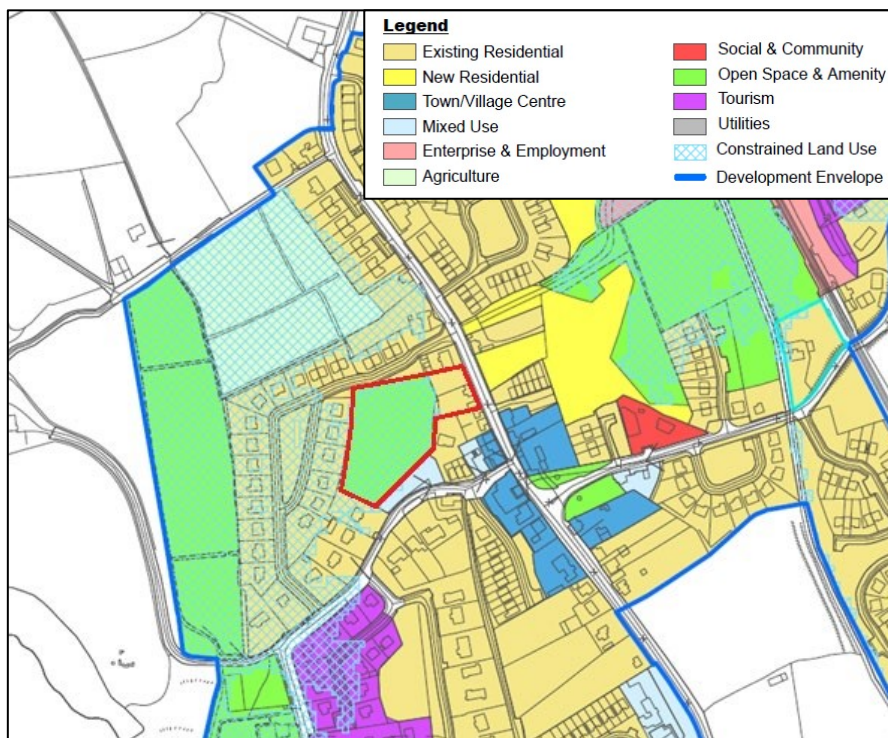 Legend
Existing Residential
New Residential
Town/Village Centre
Mixed Use
Enterprise & Employment
Agriculture
Social & Community
Open Space & Amenity
Tourism
Utilities
Constrained Land Use
Development Envelope